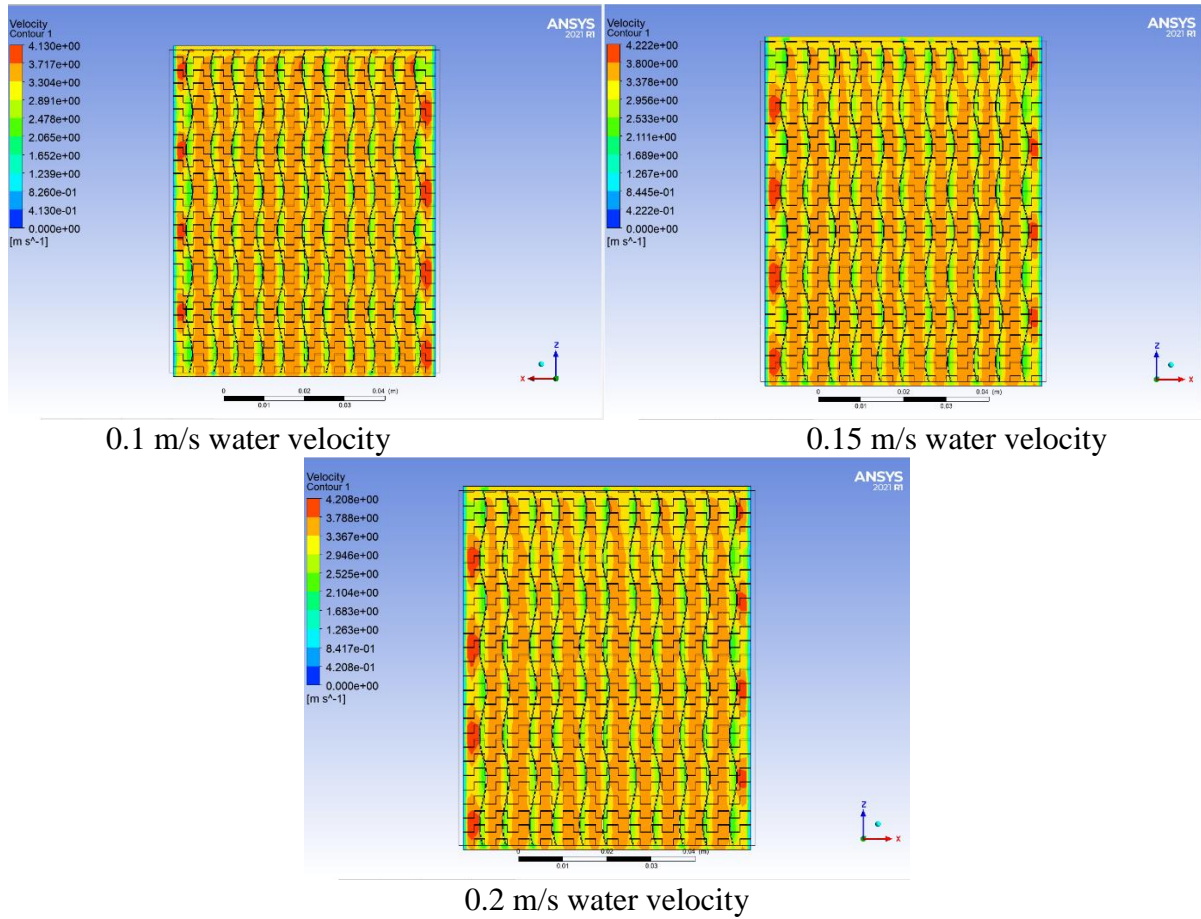 Velocity
Contour 1
4.130e+00
3.717e+00
3.304e+00
2.891e+00
2.478e+00
2.065e+00
1.652e+00
1.239e+00
8.260e-01
4.130e-01
0.000e+00
[m s^-1]
ANSYS
2021 R1
0 0.02 0.04 (m)
0.01 0.03
Z
X
0.1 m/s water velocity
Velocity
Contour 1
4.222e+00
3.800e+00
3.378e+00
2.956e+00
2.533e+00
2.111e+00
1.689e+00
1.267e+00
8.445e-01
4.222e-01
0.000e+00
[m s^-1]
ANSYS
2021 R1
0 0.02 0.04 (m)
0.01 0.03
Z
X
0.15 m/s water velocity
Velocity
Contour 1
4.208e+00
3.788e+00
3.367e+00
2.946e+00
2.525e+00
2.104e+00
1.683e+00
1.263e+00
8.417e-01
4.208e-01
0.000e+00
[m s^-1]
ANSYS
2021 R1
0 0.02 0.04 (m)
0.01 0.03
Z
X
0.2 m/s water velocity